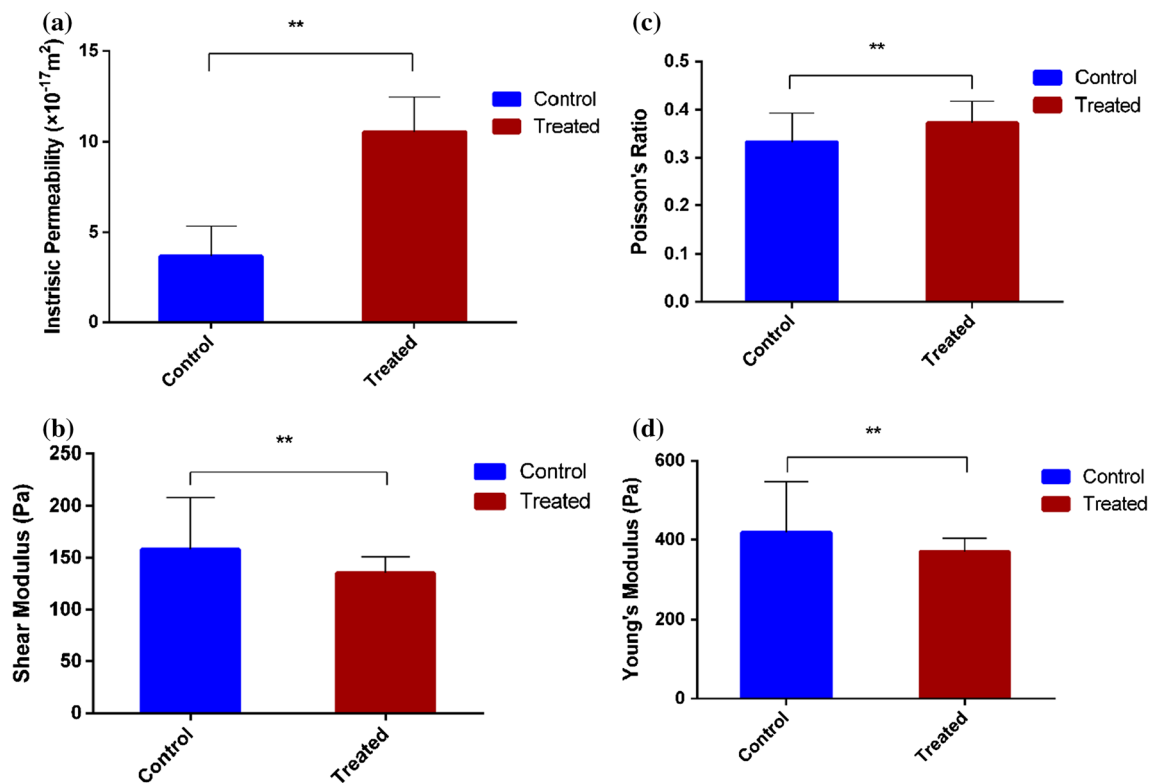 (a)
**
Instrisic Permeability (×10⁻¹⁷m²)
15
10
5
0
Control
Treated
Control
Treated
(c)
**
Poisson's Ratio
0.5
0.4
0.3
0.2
0.1
0.0
Control
Treated
Control
Treated
(b)
**
Shear Modulus (Pa)
250
200
150
100
50
0
Control
Treated
Control
Treated
(d)
**
Young's Modulus (Pa)
600
400
200
0
Control
Treated
Control
Treated